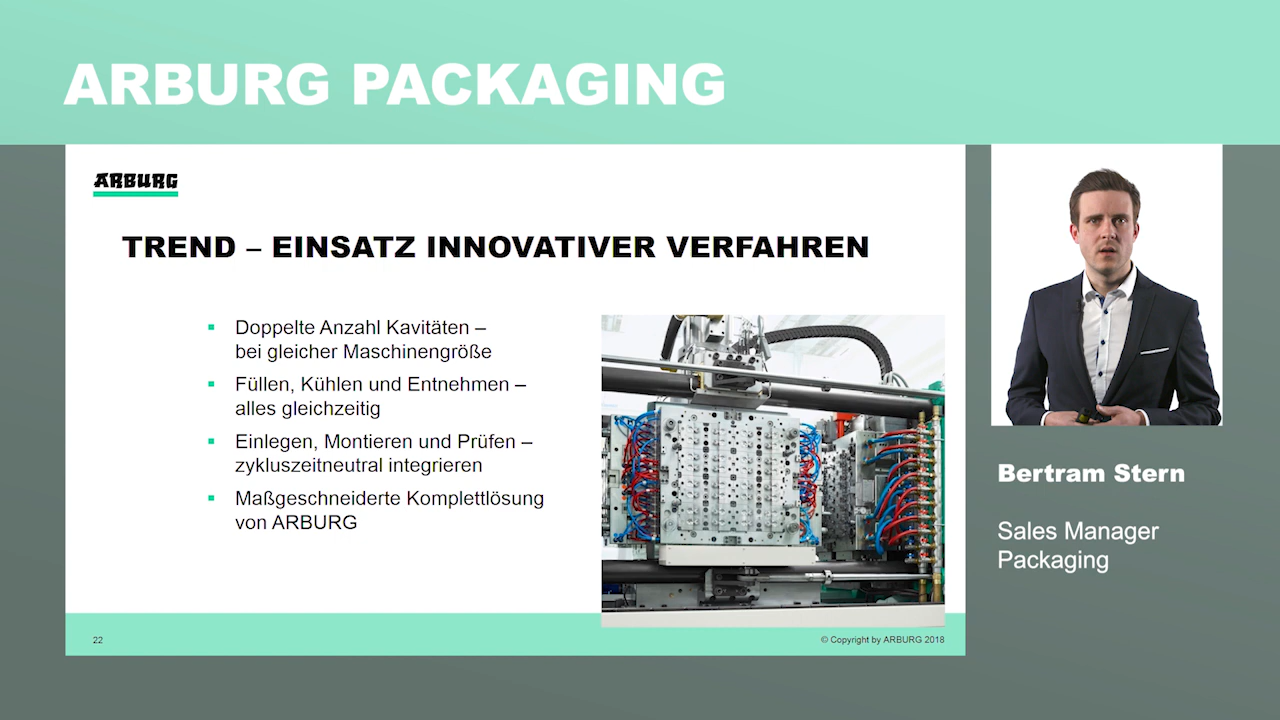 ARBURG PACKAGING
ARBURG
TREND – EINSATZ INNOVATIVER VERFAHREN
▪ Doppelte Anzahl Kavitäten –
bei gleicher Maschinengröße
▪ Füllen, Kühlen und Entnehmen –
alles gleichzeitig
▪ Einlegen, Montieren und Prüfen –
zykluszeitneutral integrieren
▪ Maßgeschneiderte Komplettlösung
von ARBURG
22
© Copyright by ARBURG 2018
Bertram Stern
Sales Manager
Packaging